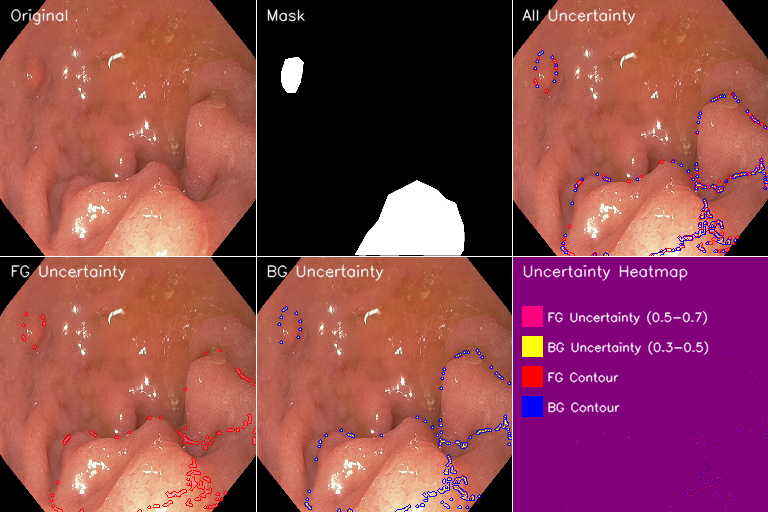 Original
Mask
All Uncertainty
FG Uncertainty
BG Uncertainty
Uncertainty Heatmap
FG Uncertainty (0.5-0.7)
BG Uncertainty (0.3-0.5)
FG Contour
BG Contour